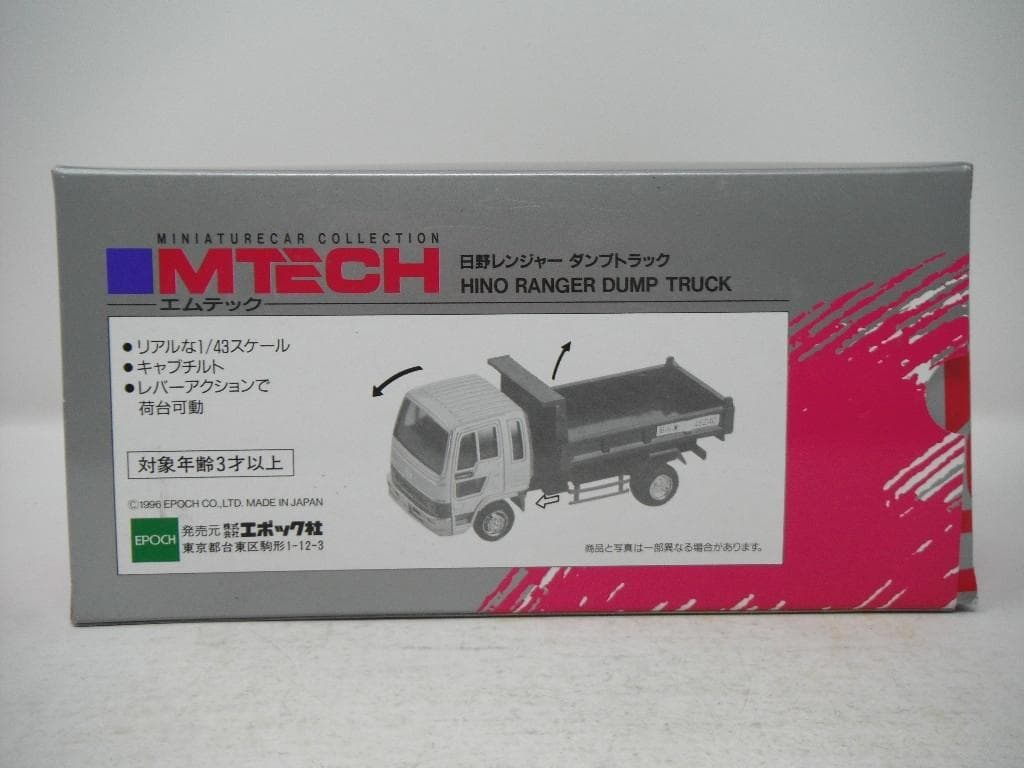 MINIATURECAR COLLECTION
MTECH
エムテック
日野レンジャー ダンプトラック
HINO RANGER DUMP TRUCK
●リアルな1/43スケール
●キャブチルト
●レバーアクションで
荷台可動
対象年齢3才以上
©1996 EPOCH CO.,LTD. MADE IN JAPAN
EPOCH
発売元 株式会社エポック社
東京都台東区駒形1-12-3
商品と写真は一部異なる場合があります。